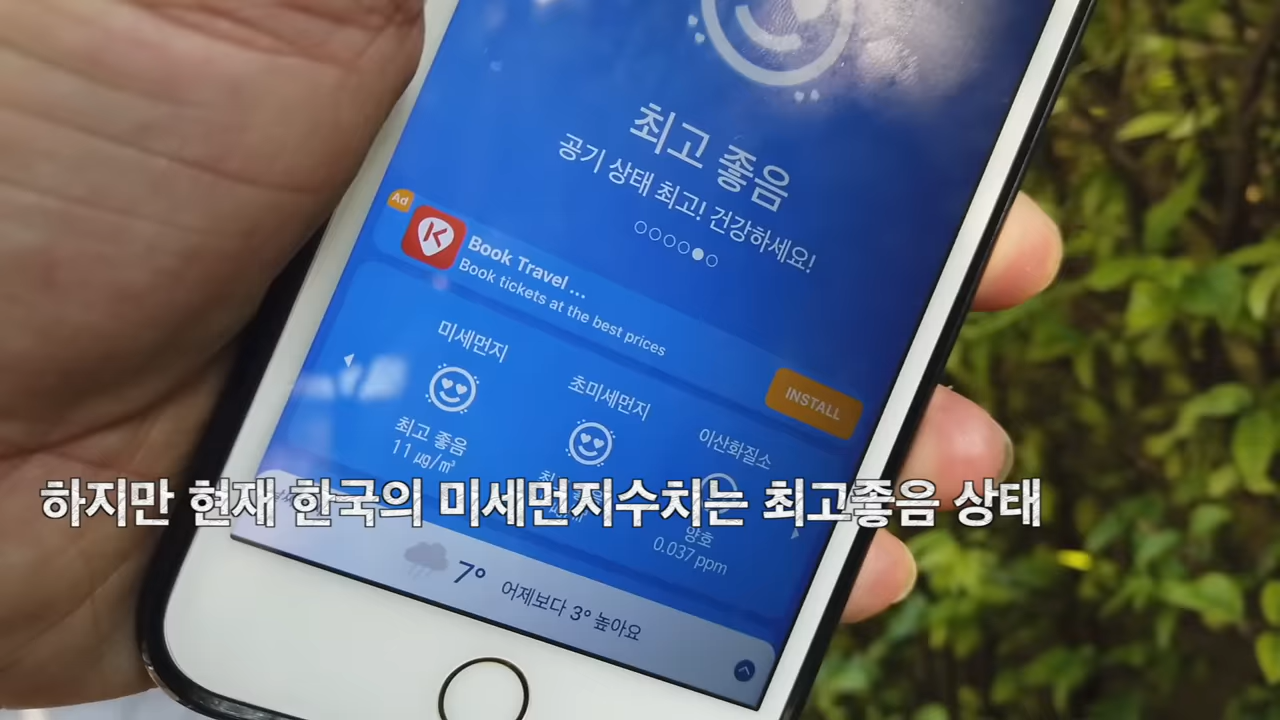 최고 좋음
공기 상태 최고! 건강하세요!
Ad
Book Travel ...
Book tickets at the best prices
INSTALL
미세먼지
최고 좋음
11 μg/m³
초미세먼지
이산화질소
양호
0.037 ppm
하지만 현재 한국의 미세먼지수치는 최고좋음 상태
7° 어제보다 3° 높아요